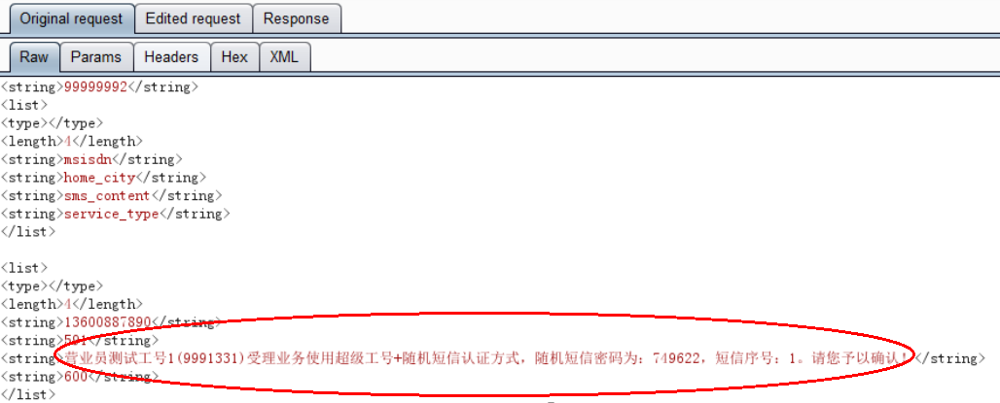 Original request Edited request Response
Raw Params Headers Hex XML
<string>99999992</string>
<list>
<type></type>
<length>4</length>
<string>msisdn</string>
<string>home_city</string>
<string>sms_content</string>
<string>service_type</string>
</list>
<list>
<type></type>
<length>4</length>
<string>13600887890</string>
<string>591</string>
<string>营业员测试工号1(9991331)受理业务使用超级工号+随机短信认证方式，随机短信密码为：749622，短信序号：1。请您予以确认！</string>
<string>600</string>
</list>